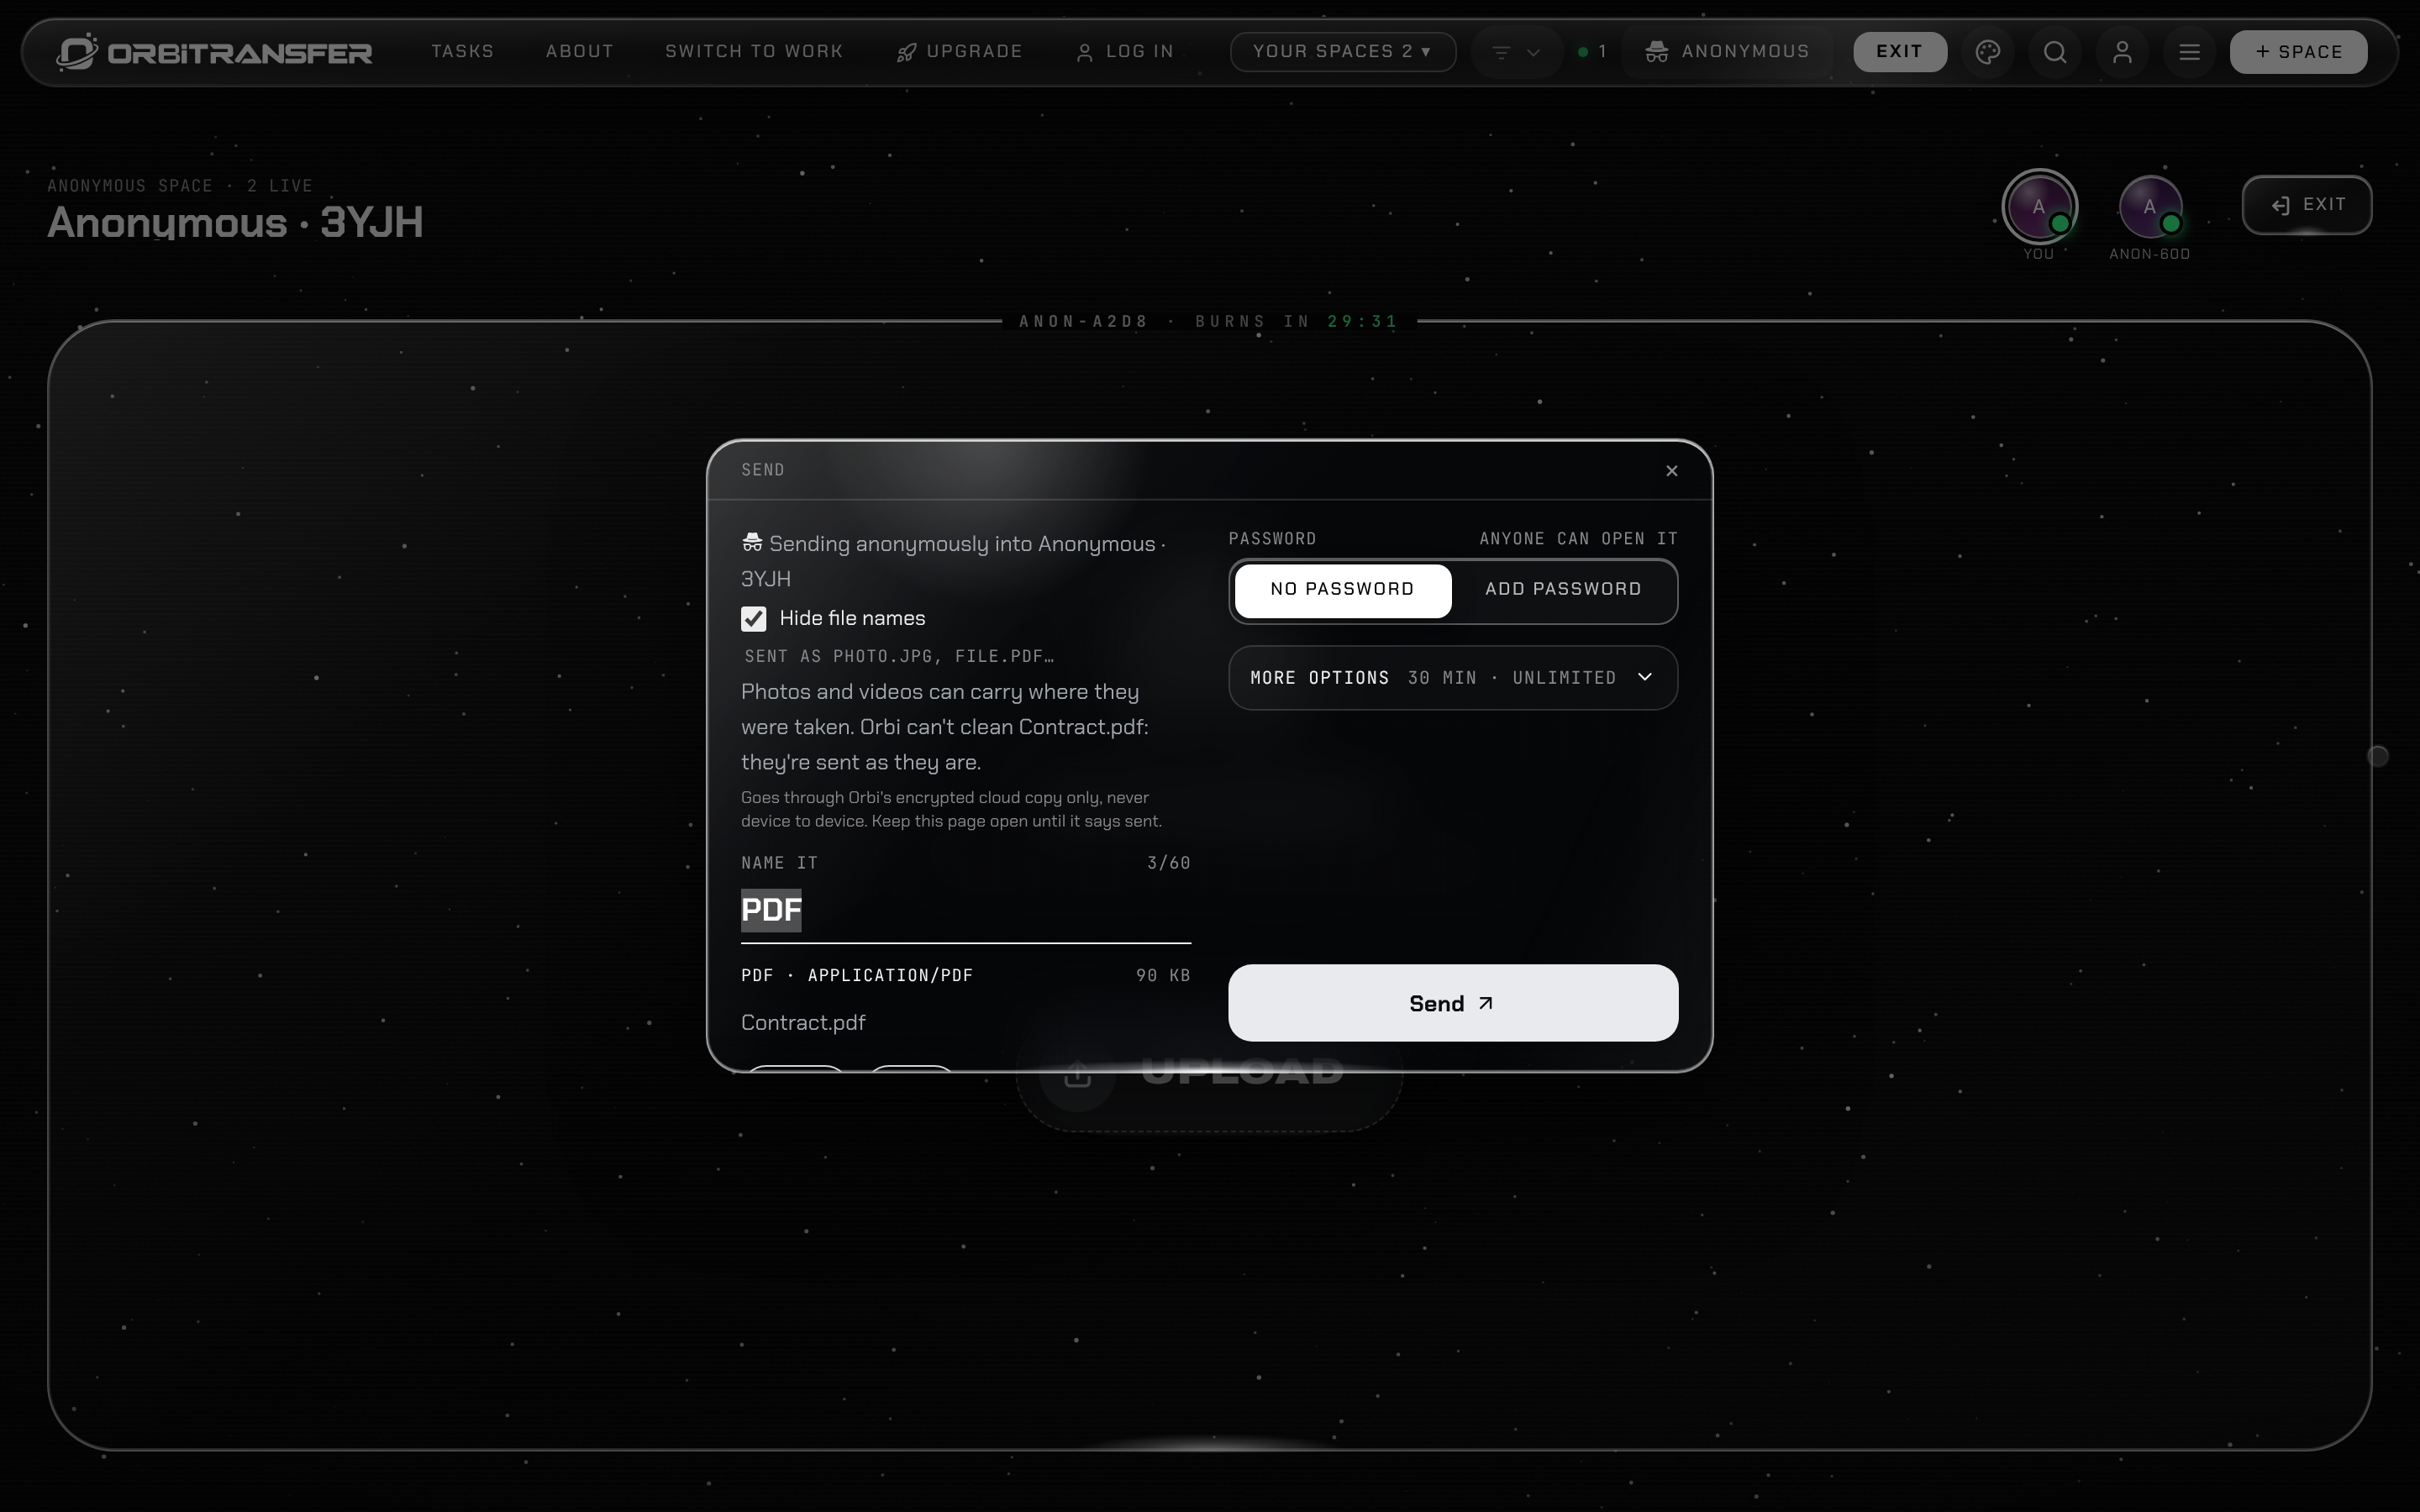 ORBITRANSFER TASKS ABOUT SWITCH TO WORK UPGRADE LOG IN YOUR SPACES 2 ▾ 1 ANONYMOUS EXIT + SPACE
ANONYMOUS SPACE · 2 LIVE
Anonymous · 3YJH
A A EXIT
YOU ANON-60D
ANON-A2D8 · BURNS IN 29:31
SEND ×
Sending anonymously into Anonymous ·
3YJH
Hide file names
SENT AS PHOTO.JPG, FILE.PDF…
Photos and videos can carry where they
were taken. Orbi can't clean Contract.pdf:
they're sent as they are.
Goes through Orbi's encrypted cloud copy only, never
device to device. Keep this page open until it says sent.
NAME IT 3/60
PDF
PDF · APPLICATION/PDF 90 KB
Contract.pdf
PASSWORD ANYONE CAN OPEN IT
NO PASSWORD ADD PASSWORD
MORE OPTIONS 30 MIN · UNLIMITED
Send
UPLOAD